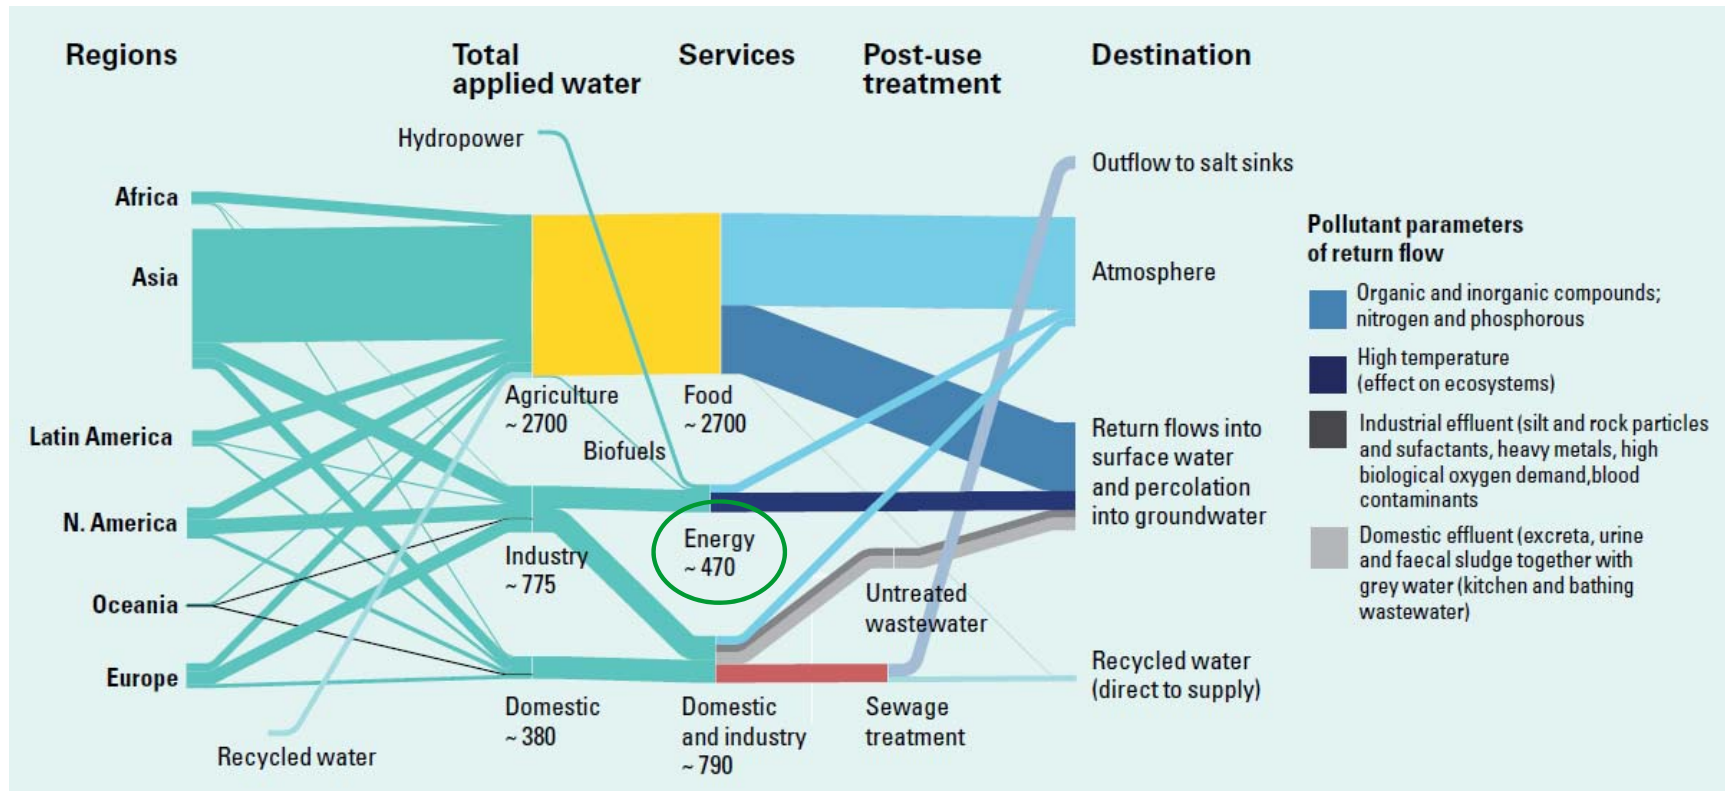 Regions
Total
applied water
Services
Post-use
treatment
Destination
Hydropower
Africa
Asia
Latin America
N. America
Oceania
Europe
Recycled water
Agriculture
~ 2700
Biofuels
Industry
~ 775
Domestic
~ 380
Food
~ 2700
Energy
~ 470
Domestic
and industry
~ 790
Untreated
wastewater
Sewage
treatment
Outflow to salt sinks
Atmosphere
Return flows into
surface water
and percolation
into groundwater
Recycled water
(direct to supply)
Pollutant parameters
of return flow
Organic and inorganic compounds;
nitrogen and phosphorous
High temperature
(effect on ecosystems)
Industrial effluent (silt and rock particles
and sufactants, heavy metals, high
biological oxygen demand,blood
contaminants
Domestic effluent (excreta, urine
and faecal sludge together with
grey water (kitchen and bathing
wastewater)